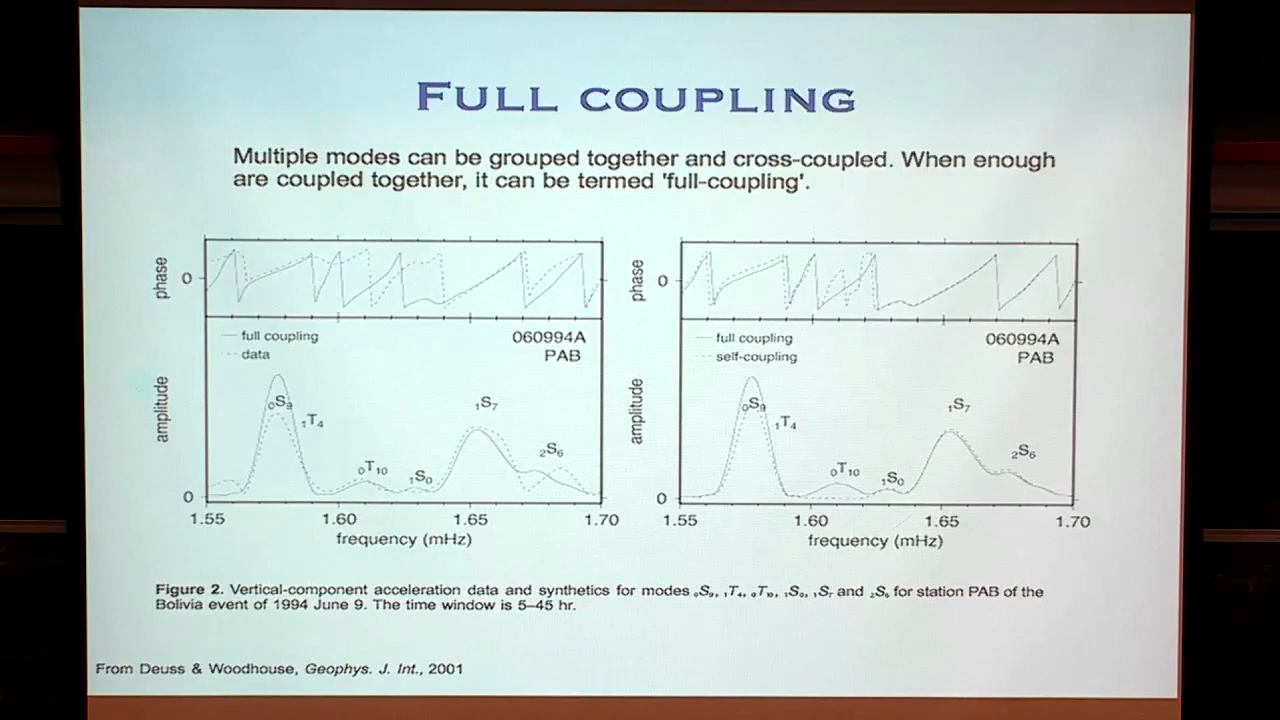 FULL COUPLING
Multiple modes can be grouped together and cross-coupled. When enough
are coupled together, it can be termed 'full-coupling'.
phase
0
full coupling
data
060994A
PAB
amplitude
₀S₉
₁T₄
₀T₁₀
₁S₀
₁S₇
₂S₆
0
1.55 1.60 1.65 1.70
frequency (mHz)
phase
0
full coupling
self-coupling
060994A
PAB
amplitude
₀S₉
₁T₄
₀T₁₀
₁S₀
₁S₇
₂S₆
0
1.55 1.60 1.65 1.70
frequency (mHz)
Figure 2. Vertical-component acceleration data and synthetics for modes ₀S₉, ₁T₄, ₀T₁₀, ₁S₀, ₁S₇ and ₂S₆ for station PAB of the
Bolivia event of 1994 June 9. The time window is 5–45 hr.
From Deuss & Woodhouse, Geophys. J. Int., 2001